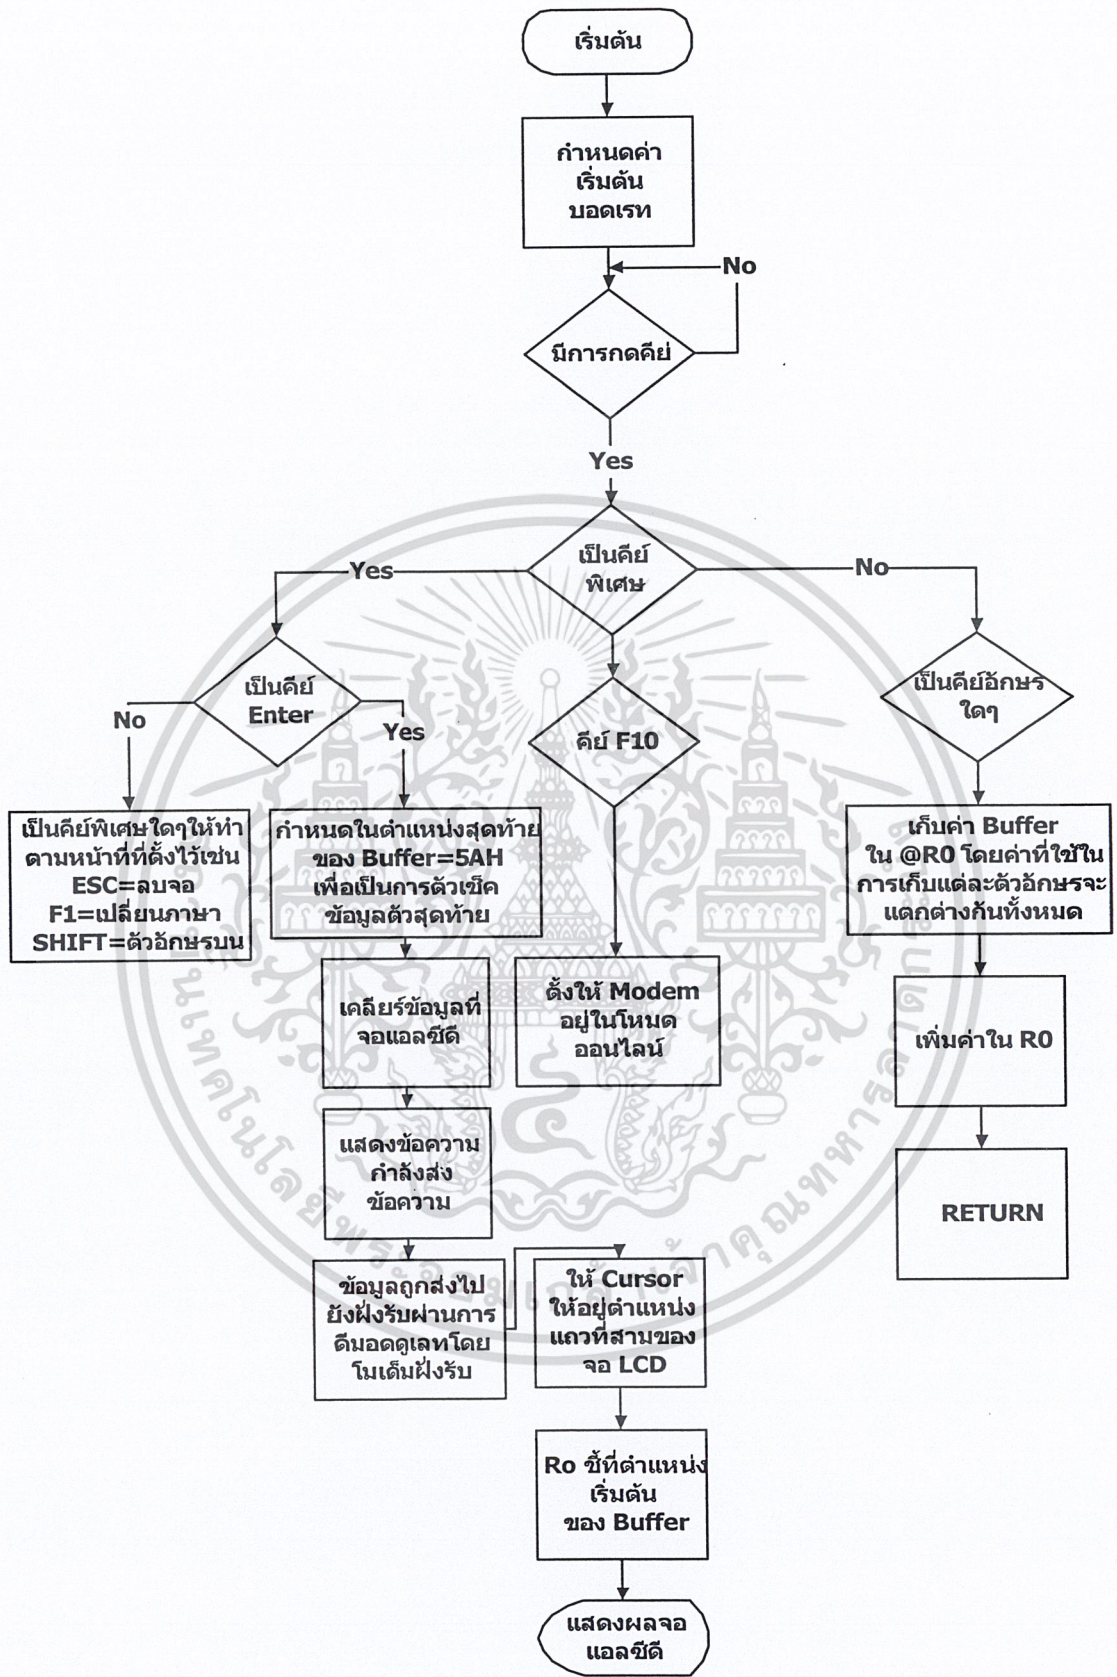 เริ่มต้น
กำหนดค่า
เริ่มต้น
บอดเรท
No
มีการกดคีย์
Yes
เป็นคีย์
พิเศษ
Yes
No
เป็นคีย์
Enter
No
Yes
คีย์ F10
เป็นคีย์อักษร
ใดๆ
เป็นคีย์พิเศษใดๆให้ทำ
ตามหน้าที่ที่ตั้งไว้เช่น
ESC=ลบจอ
F1=เปลี่ยนภาษา
SHIFT=ตัวอักษรบน
กำหนดในตำแหน่งสุดท้าย
ของ Buffer=5AH
เพื่อเป็นการตัวเช็ค
ข้อมูลตัวสุดท้าย
เก็บค่า Buffer
ใน @R0 โดยค่าที่ใช้ใน
การเก็บแต่ละตัวอักษรจะ
แตกต่างกันทั้งหมด
เคลียร์ข้อมูลที่
จอแอลซีดี
ตั้งให้ Modem
อยู่ในโหมด
ออนไลน์
เพิ่มค่าใน R0
แสดงข้อความ
กำลังส่ง
ข้อความ
RETURN
ข้อมูลถูกส่งไป
ยังฝั่งรับผ่านการ
ดีมอดดูเลทโดย
โมเด็มฝั่งรับ
ให้ Cursor
ให้อยู่ตำแหน่ง
แถวที่สามของ
จอ LCD
Ro ชี้ที่ตำแหน่ง
เริ่มต้น
ของ Buffer
แสดงผลจอ
แอลซีดี